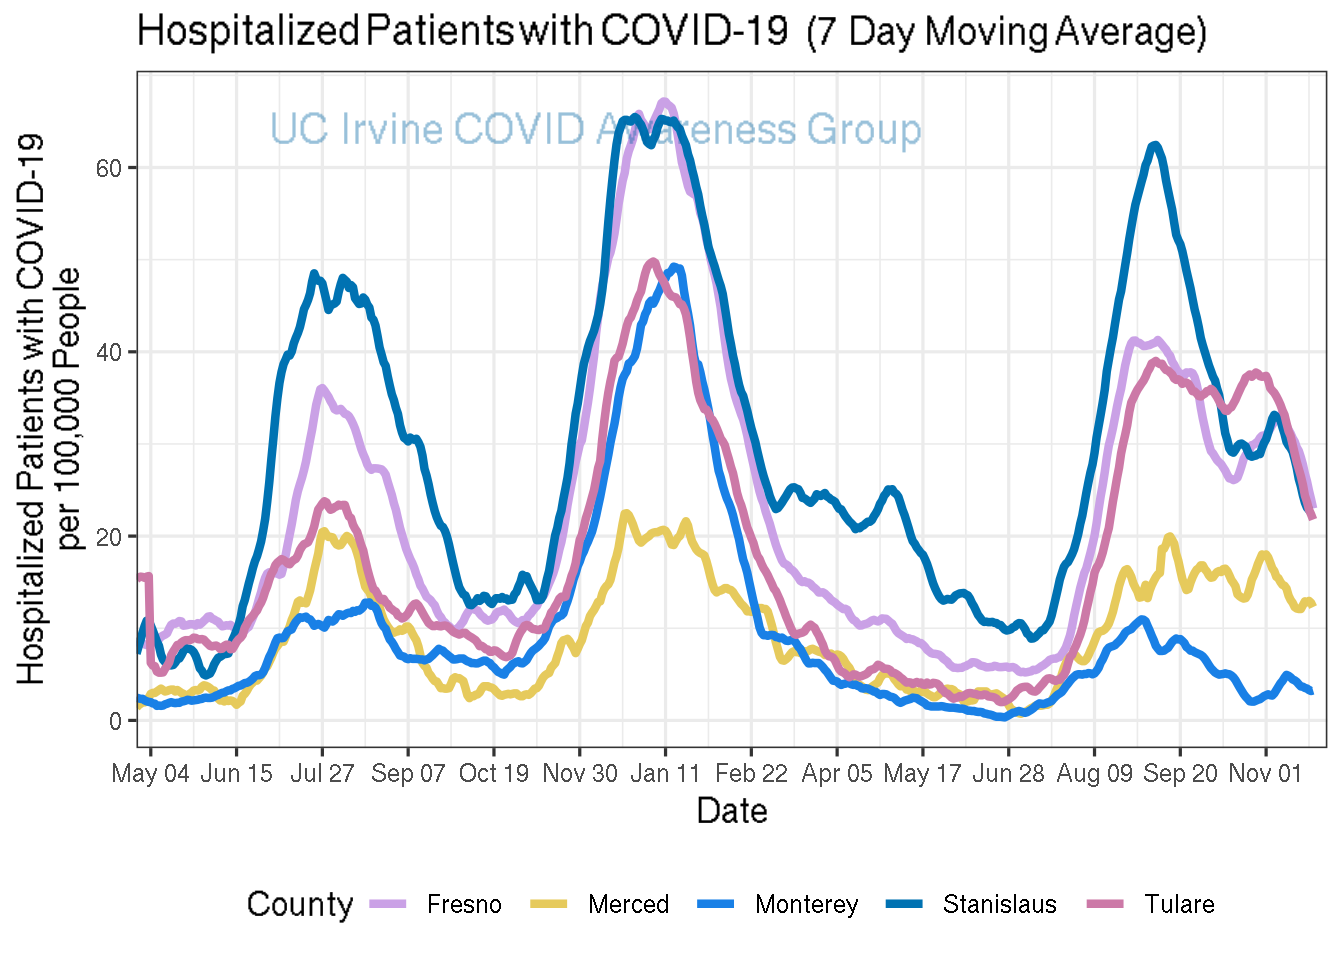 Hospitalized Patients with COVID-19 (7 Day Moving Average)
UC Irvine COVID Awareness Group
Hospitalized Patients with COVID-19
per 100,000 People
60
40
20
0
May 04 Jun 15 Jul 27 Sep 07 Oct 19 Nov 30 Jan 11 Feb 22 Apr 05 May 17 Jun 28 Aug 09 Sep 20 Nov 01
Date
County Fresno Merced Monterey Stanislaus Tulare